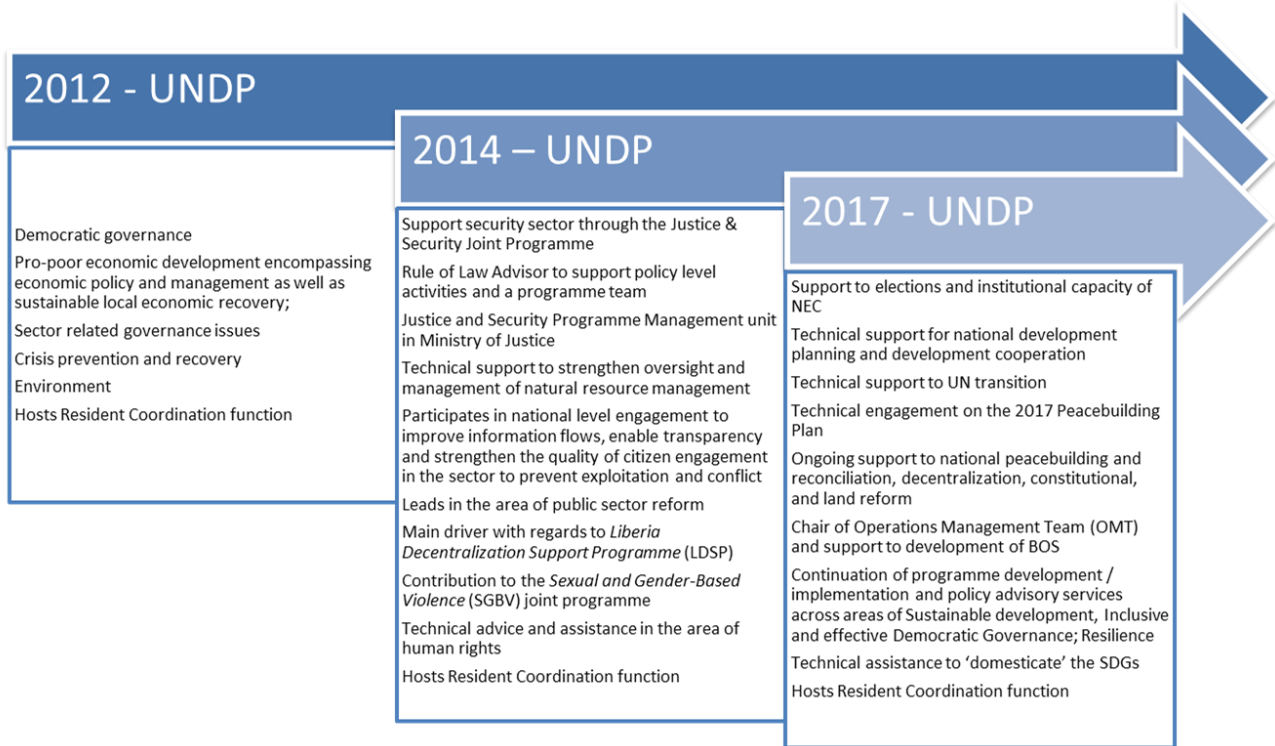 2012 - UNDP
Democratic governance
Pro-poor economic development encompassing
economic policy and management as well as
sustainable local economic recovery;
Sector related governance issues
Crisis prevention and recovery
Environment
Hosts Resident Coordination function
2014 – UNDP
Support security sector through the Justice &
Security Joint Programme
Rule of Law Advisor to support policy level
activities and a programme team
Justice and Security Programme Management unit
in Ministry of Justice
Technical support to strengthen oversight and
management of natural resource management
Participates in national level engagement to
improve information flows, enable transparency
and strengthen the quality of citizen engagement
in the sector to prevent exploitation and conflict
Leads in the area of public sector reform
Main driver with regards to Liberia
Decentralization Support Programme (LDSP)
Contribution to the Sexual and Gender-Based
Violence (SGBV) joint programme
Technical advice and assistance in the area of
human rights
Hosts Resident Coordination function
2017 - UNDP
Support to elections and institutional capacity of
NEC
Technical support for national development
planning and development cooperation
Technical support to UN transition
Technical engagement on the 2017 Peacebuilding
Plan
Ongoing support to national peacebuilding and
reconciliation, decentralization, constitutional,
and land reform
Chair of Operations Management Team (OMT)
and support to development of BOS
Continuation of programme development /
implementation and policy advisory services
across areas of Sustainable development, Inclusive
and effective Democratic Governance; Resilience
Technical assistance to ‘domesticate’ the SDGs
Hosts Resident Coordination function